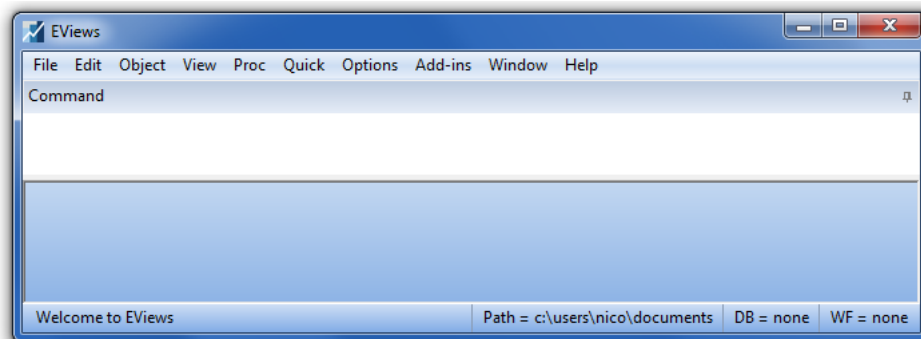 EViews
File Edit Object View Proc Quick Options Add-ins Window Help
Command
Welcome to EViews Path = c:\users\nico\documents DB = none WF = none